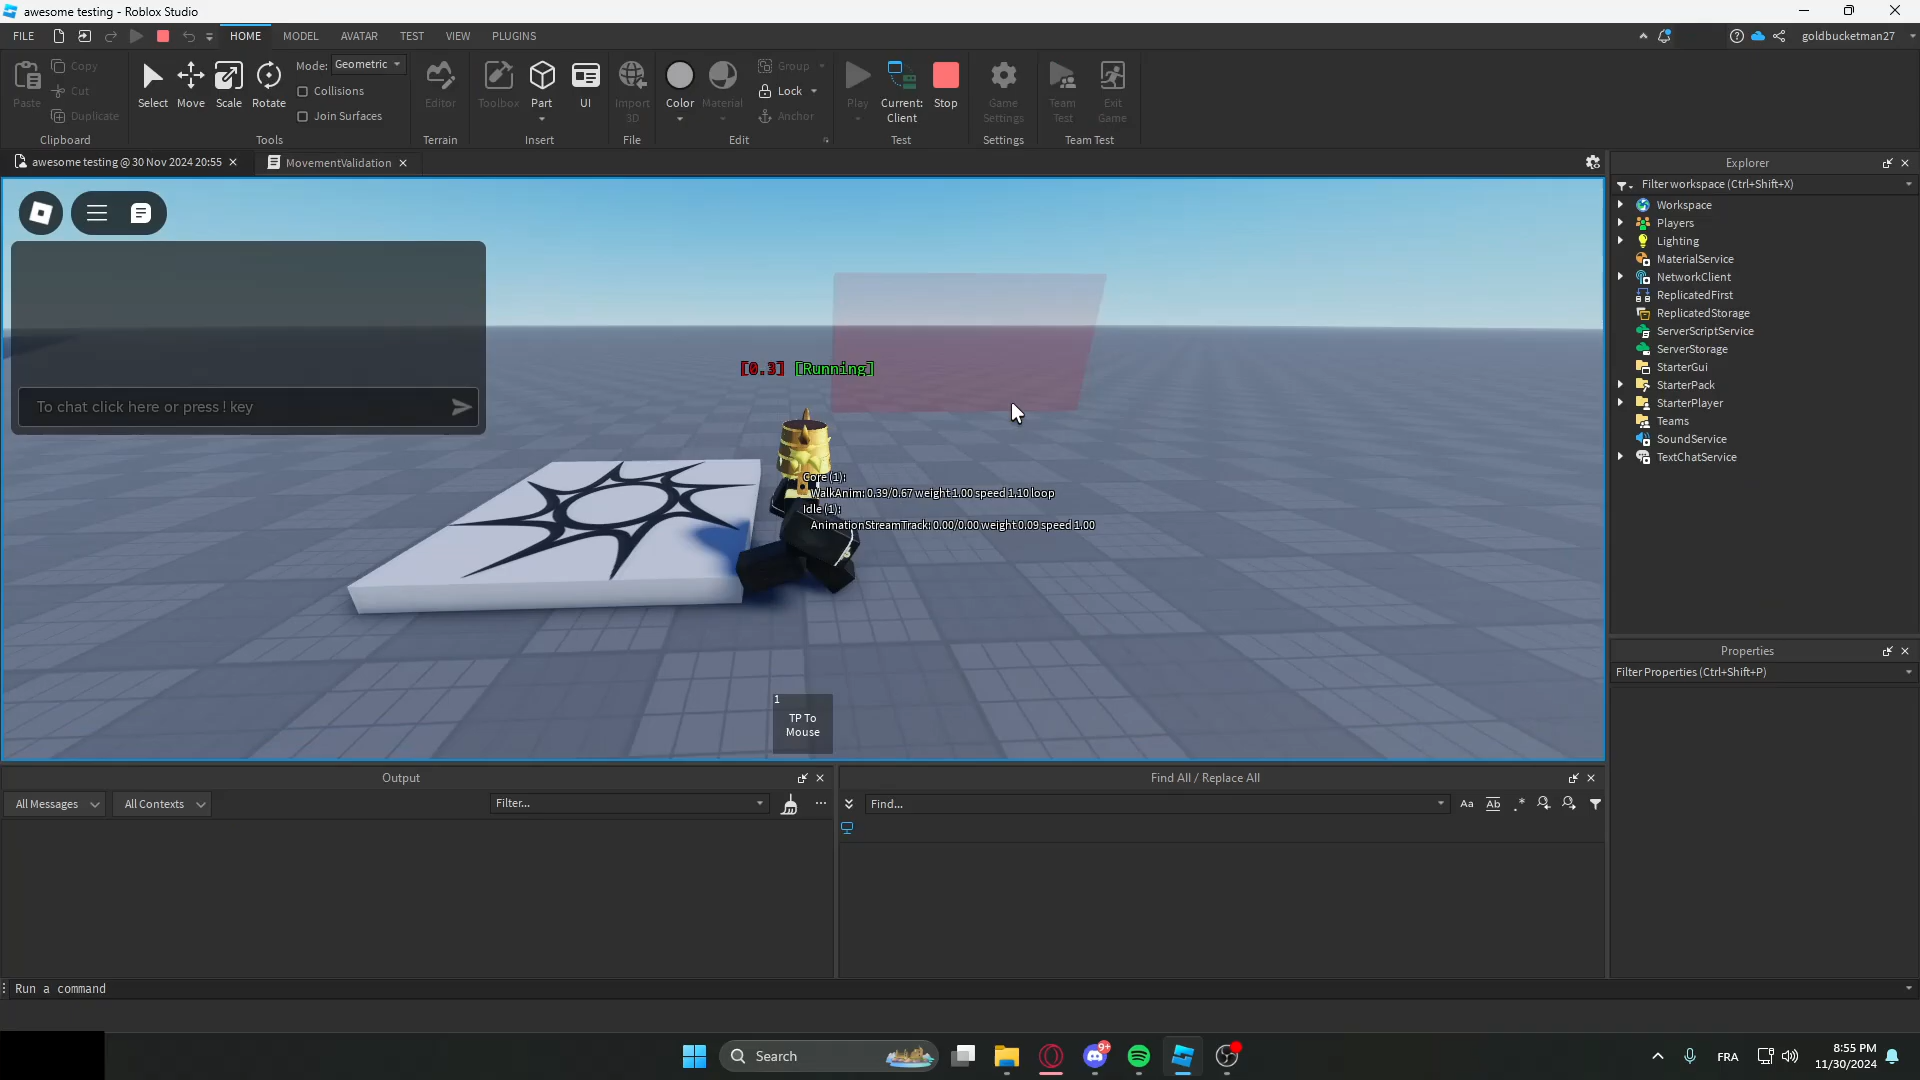 awesome testing - Roblox Studio
FILE HOME MODEL AVATAR TEST VIEW PLUGINS goldbucketman27
Paste Copy Cut Duplicate Clipboard
Select Move Scale Rotate Mode: Geometric Collisions Join Surfaces Tools
Editor Terrain
Toolbox Part UI Insert
Import 3D File
Color Material Group Lock Anchor Edit
Play Current: Client Stop Test
Game Settings Settings
Team Test Exit Game Team Test
awesome testing @ 30 Nov 2024 20:55 MovementValidation
To chat click here or press ! key
[0.3] [Running]
Core (1):
WalkAnim: 0.39/0.67 weight 1.00 speed 1.10 loop
Idle (1):
AnimationStreamTrack: 0.00/0.00 weight 0.09 speed 1.00
1
TP To
Mouse
Explorer
Filter workspace (Ctrl+Shift+X)
Workspace
Players
Lighting
MaterialService
NetworkClient
ReplicatedFirst
ReplicatedStorage
ServerScriptService
ServerStorage
StarterGui
StarterPack
StarterPlayer
Teams
SoundService
TextChatService
Properties
Filter Properties (Ctrl+Shift+P)
Output
All Messages All Contexts Filter...
Find All / Replace All
Find... Aa Ab .*
Run a command
Search 9+ FRA 8:55 PM
11/30/2024